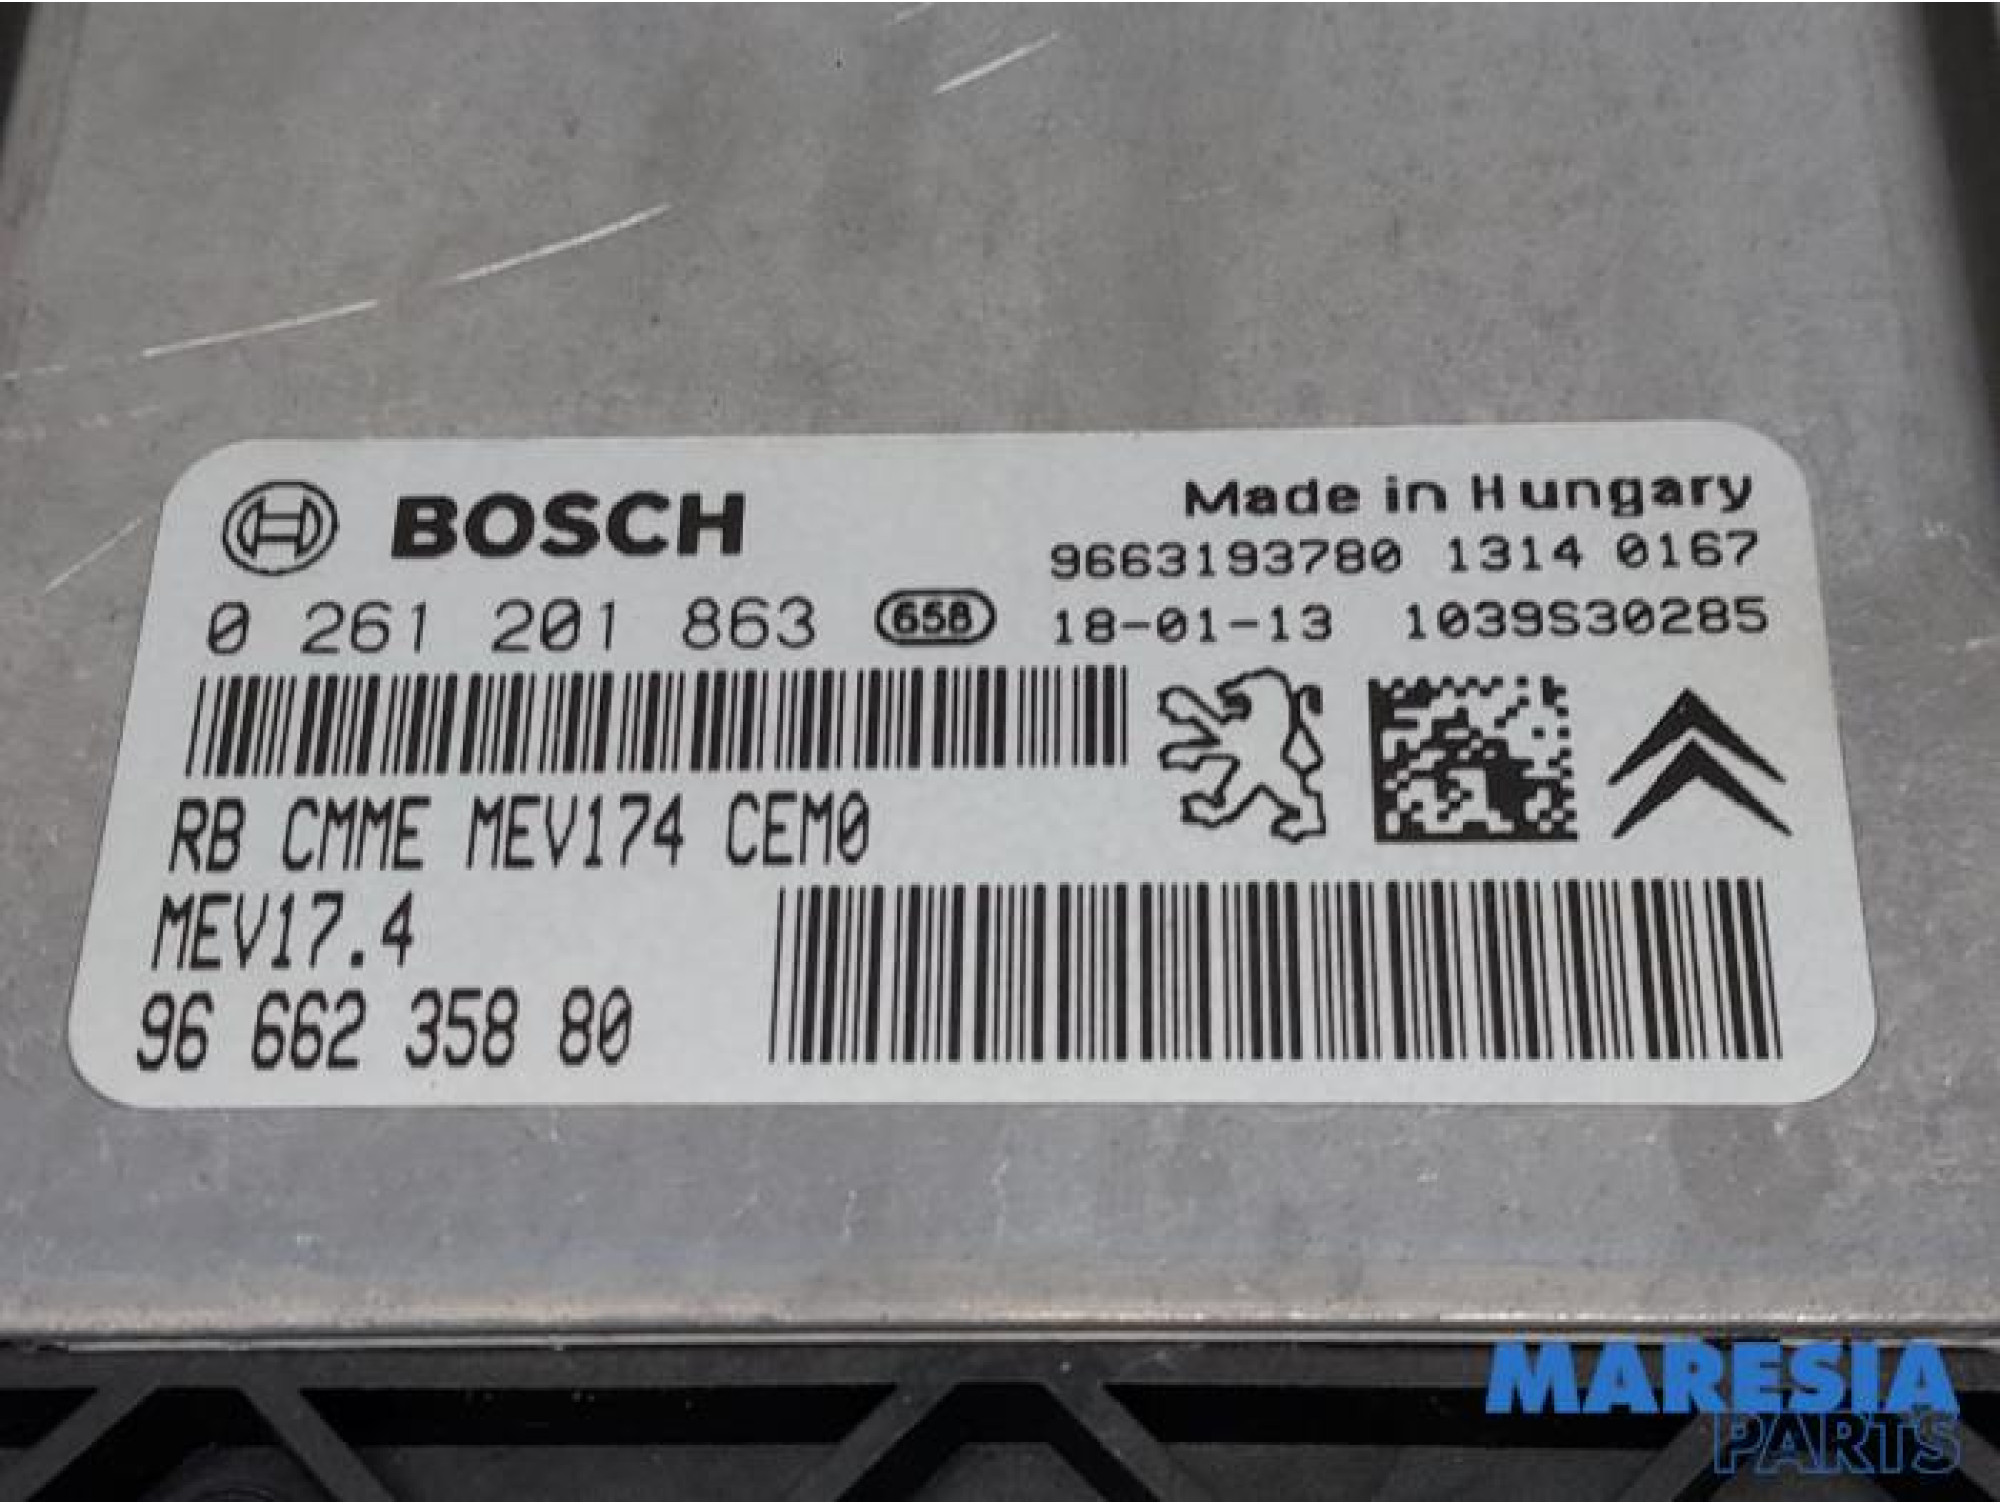 BOSCH
Made in Hungary
9663193780 1314 0167
0 261 201 863 658
18-01-13 1039S30285
RB CMME MEV174 CEM0
MEV17.4
96 662 358 80
MARESIA
PARTS